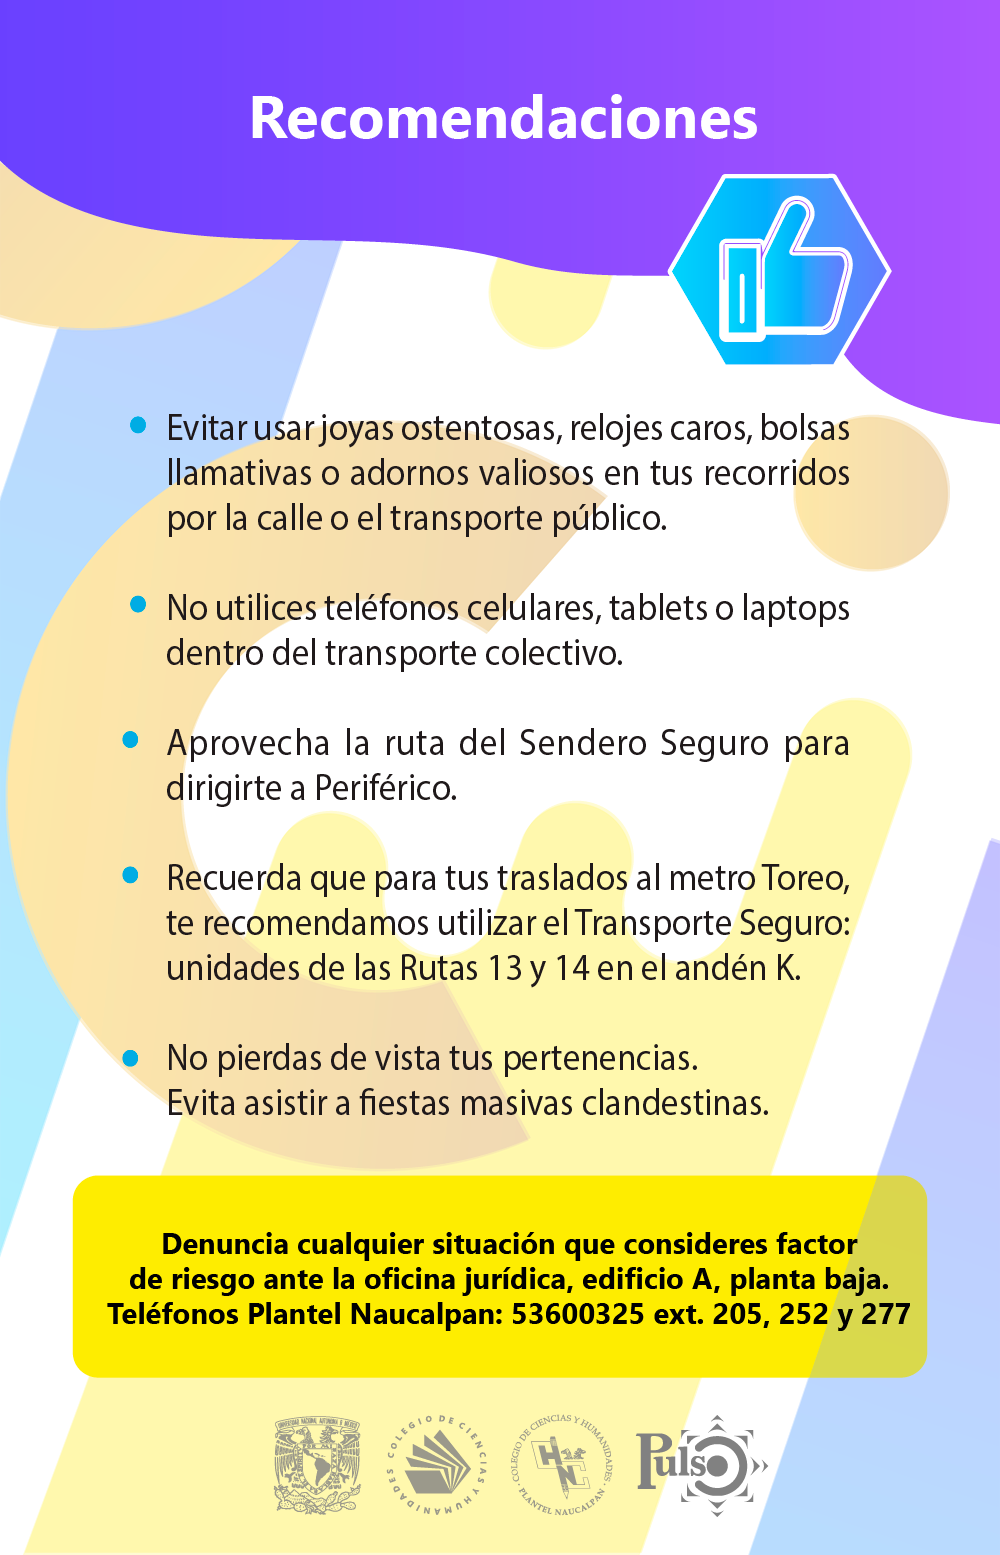 Recomendaciones
Evitar usar joyas ostentosas, relojes caros, bolsas
llamativas o adornos valiosos en tus recorridos
por la calle o el transporte público.
No utilices teléfonos celulares, tablets o laptops
dentro del transporte colectivo.
Aprovecha la ruta del Sendero Seguro para
dirigirte a Periférico.
Recuerda que para tus traslados al metro Toreo,
te recomendamos utilizar el Transporte Seguro:
unidades de las Rutas 13 y 14 en el andén K.
No pierdas de vista tus pertenencias.
Evita asistir a fiestas masivas clandestinas.
Denuncia cualquier situación que consideres factor
de riesgo ante la oficina jurídica, edificio A, planta baja.
Teléfonos Plantel Naucalpan: 53600325 ext. 205, 252 y 277
UNIVERSIDAD NACIONAL AUTONOMA DE MEXICO
COLEGIO DE CIENCIAS Y HUMANIDADES
COLEGIO DE CIENCIAS Y HUMANIDADES
PLANTEL NAUCALPAN
Pulso